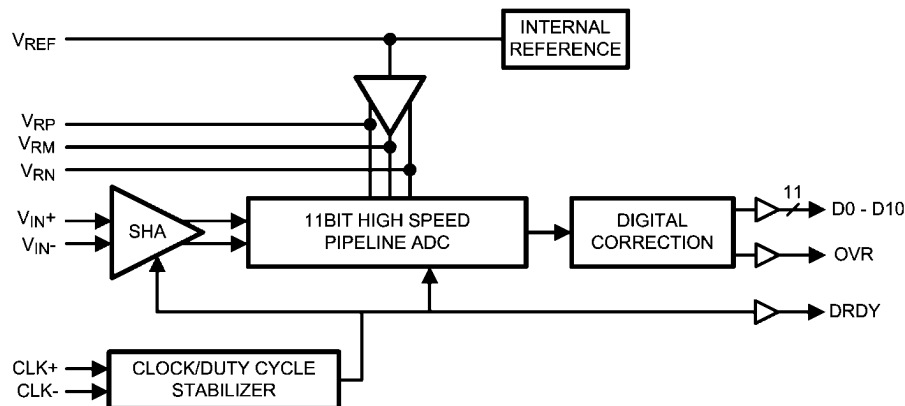 INTERNAL
REFERENCE
VREF
VRP
VRM
VRN
VIN+
VIN-
SHA
11BIT HIGH SPEED
PIPELINE ADC
DIGITAL
CORRECTION
11
D0 - D10
OVR
DRDY
CLK+
CLK-
CLOCK/DUTY CYCLE
STABILIZER